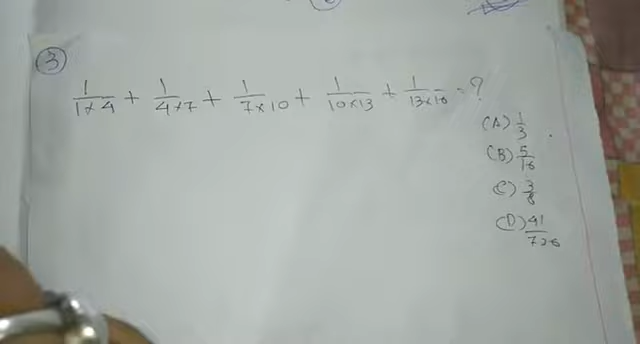 ③
1/1×4 + 1/4×7 + 1/7×10 + 1/10×13 + 1/13×16 = ?
(A) 1/3
(B) 5/16
(C) 3/8
(D) 41/